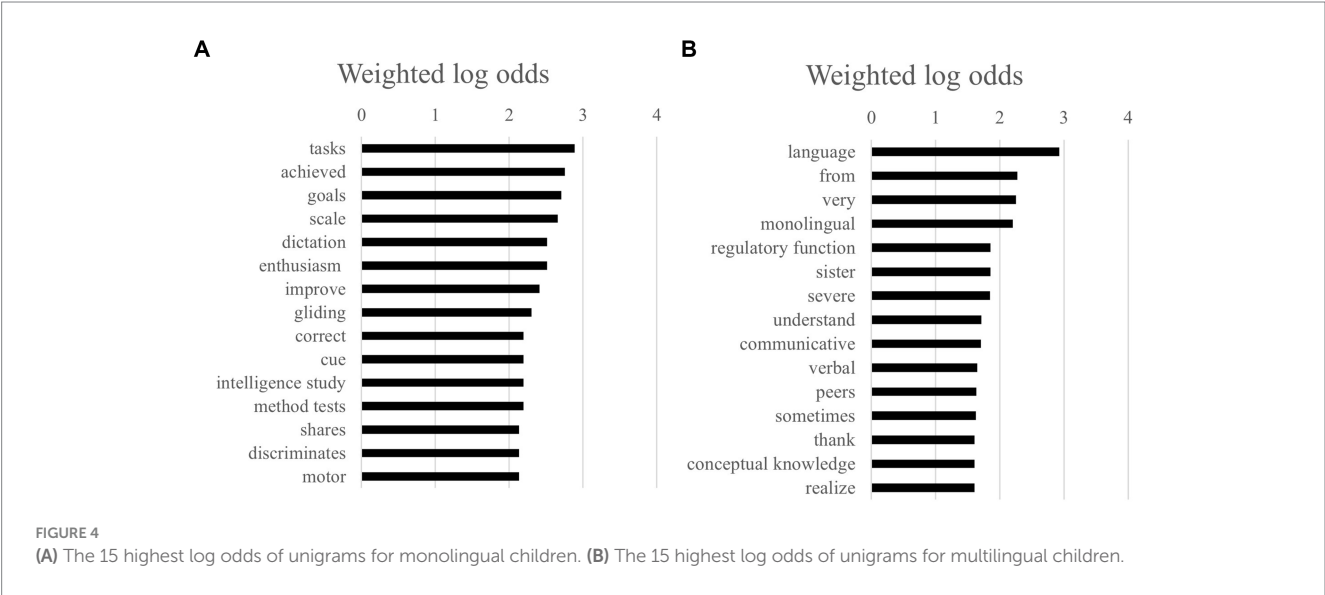 A
Weighted log odds
0 1 2 3 4
tasks
achieved
goals
scale
dictation
enthusiasm
improve
gliding
correct
cue
intelligence study
method tests
shares
discriminates
motor
B
Weighted log odds
0 1 2 3 4
language
from
very
monolingual
regulatory function
sister
severe
understand
communicative
verbal
peers
sometimes
thank
conceptual knowledge
realize
FIGURE 4
(A) The 15 highest log odds of unigrams for monolingual children. (B) The 15 highest log odds of unigrams for multilingual children.